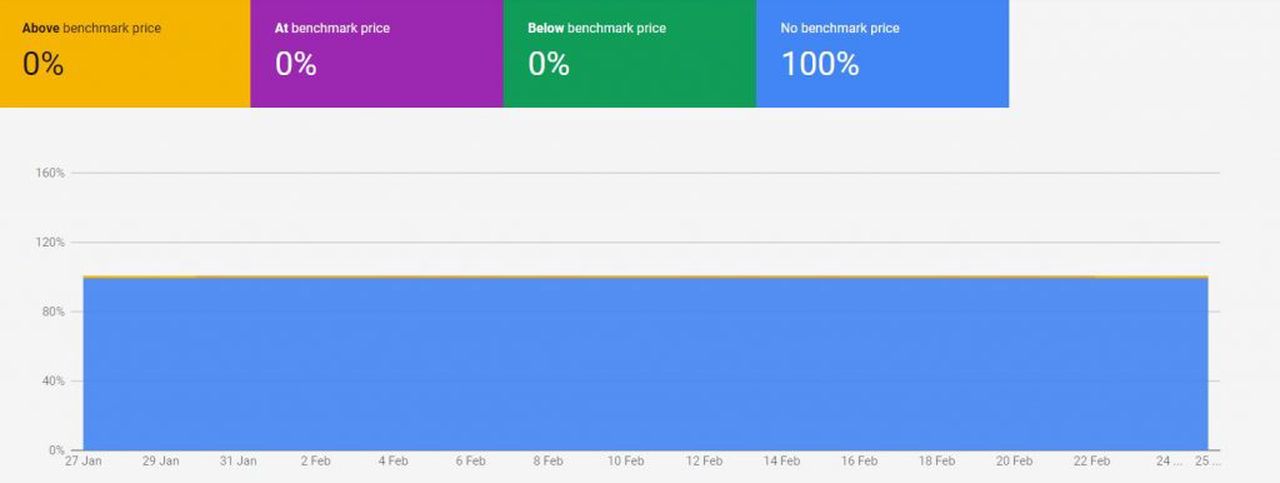 Above benchmark price
0%
At benchmark price
0%
Below benchmark price
0%
No benchmark price
100%
160%
120%
80%
40%
0%
27 Jan 29 Jan 31 Jan 2 Feb 4 Feb 6 Feb 8 Feb 10 Feb 12 Feb 14 Feb 16 Feb 18 Feb 20 Feb 22 Feb 24 ... 25 ...